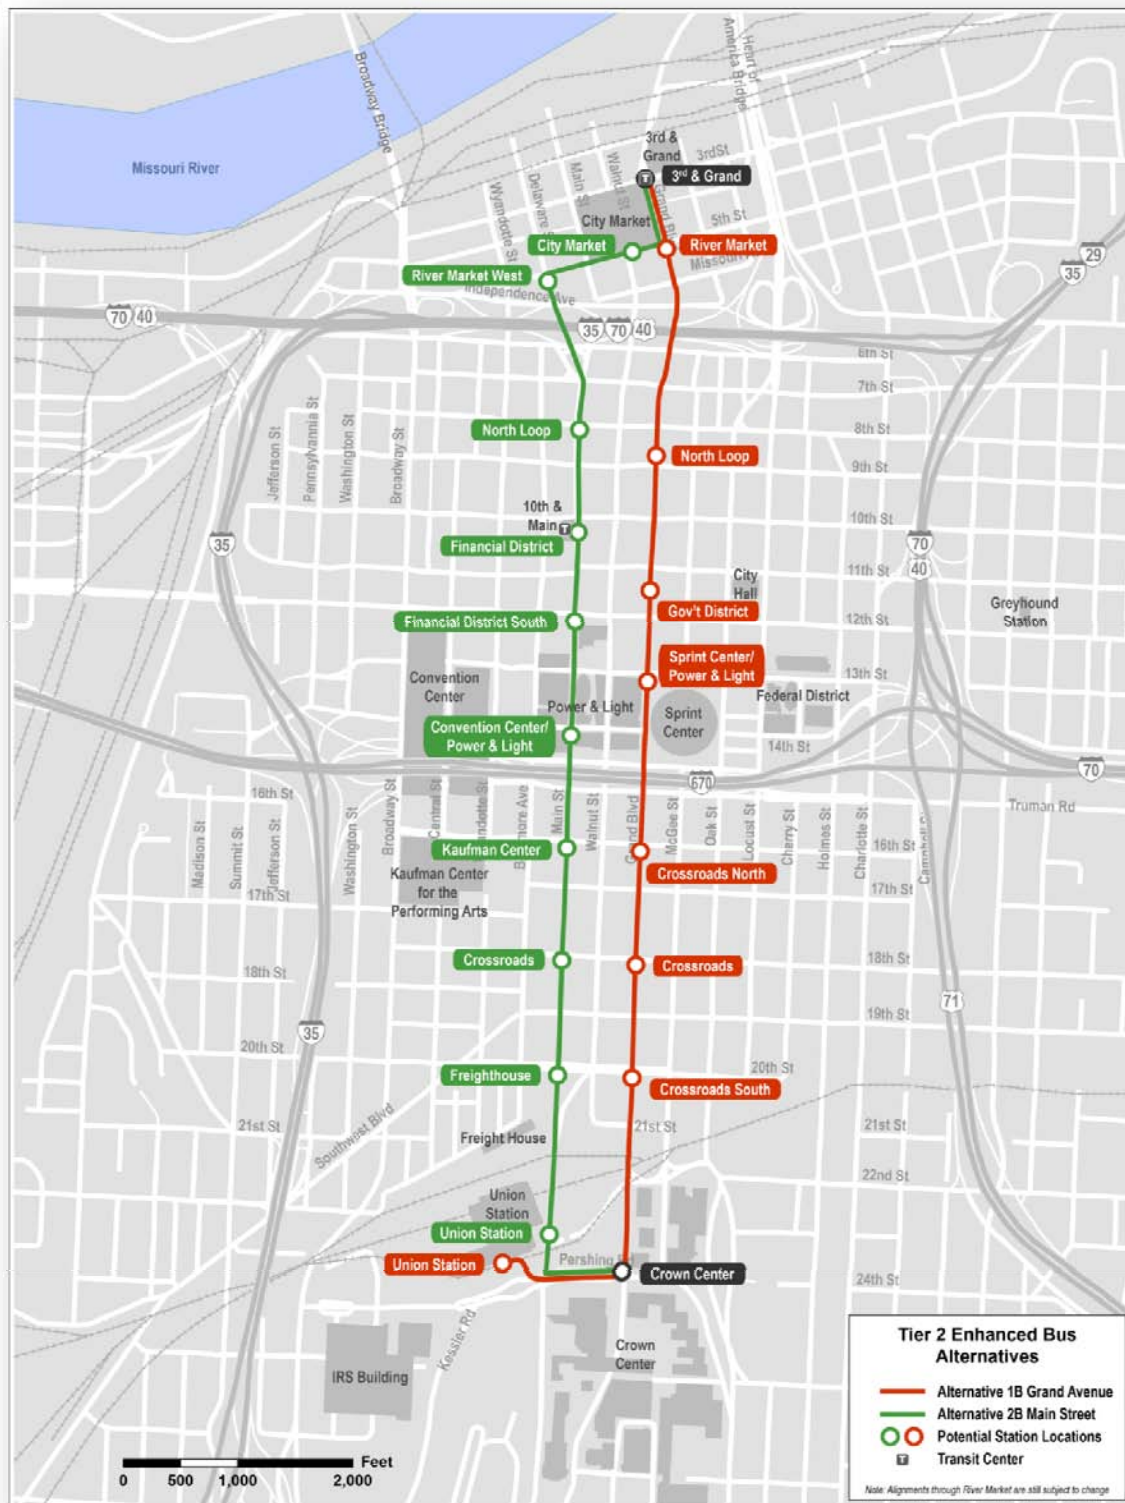 Broadway Bridge
Heart of
America Bridge
Missouri River
3rd &
Grand
3rdSt
3rd & Grand
Wyandotte St
Delaware S
Main St
Walnut St
Grand Bl
City Market
5th St
City Market
River Market
Missouri A
River Market West
Independence Ave
29
35
70
40
35
70
40
6th St
7th St
North Loop
8th St
North Loop
9th St
Jefferson St
Pennsylvannia St
Washington St
Broadway St
10th &
Main
10th St
Financial District
35
70
40
11th St
City
Hall
Gov't District
Greyhound
Station
Financial District South
12th St
Sprint Center/
Power & Light
13th St
Convention
Center
Federal District
Power & Light
Sprint
Center
Convention Center/
Power & Light
14th St
670
70
16th St
Truman Rd
Madison St
Summit St
Jefferson St
Washington St
Broadway St
Central St
andotte St
B
more Ave
Main St
Walnut St
Grand Blvd
McGee St
Oak St
Locust St
Cherry St
Holmes St
Charlotte St
Campbell S
Kaufman Center
16th St
Kaufman Center
for the
Performing Arts
Crossroads North
17th St
17th St
Crossroads
Crossroads
18th St
18th St
71
19th St
35
20th St
20th St
Freighthouse
Crossroads South
Southwest Blvd
21st St
Freight House
21st St
21st St
22nd St
Union
Station
Union Station
Union Station
Pershing Rd
Crown Center
24th St
Kessler Rd
Crown
Center
IRS Building
Tier 2 Enhanced Bus
Alternatives
Alternative 1B Grand Avenue
Alternative 2B Main Street
Potential Station Locations
T Transit Center
Note: Alignments through River Market are still subject to change
Feet
0 500 1,000 2,000